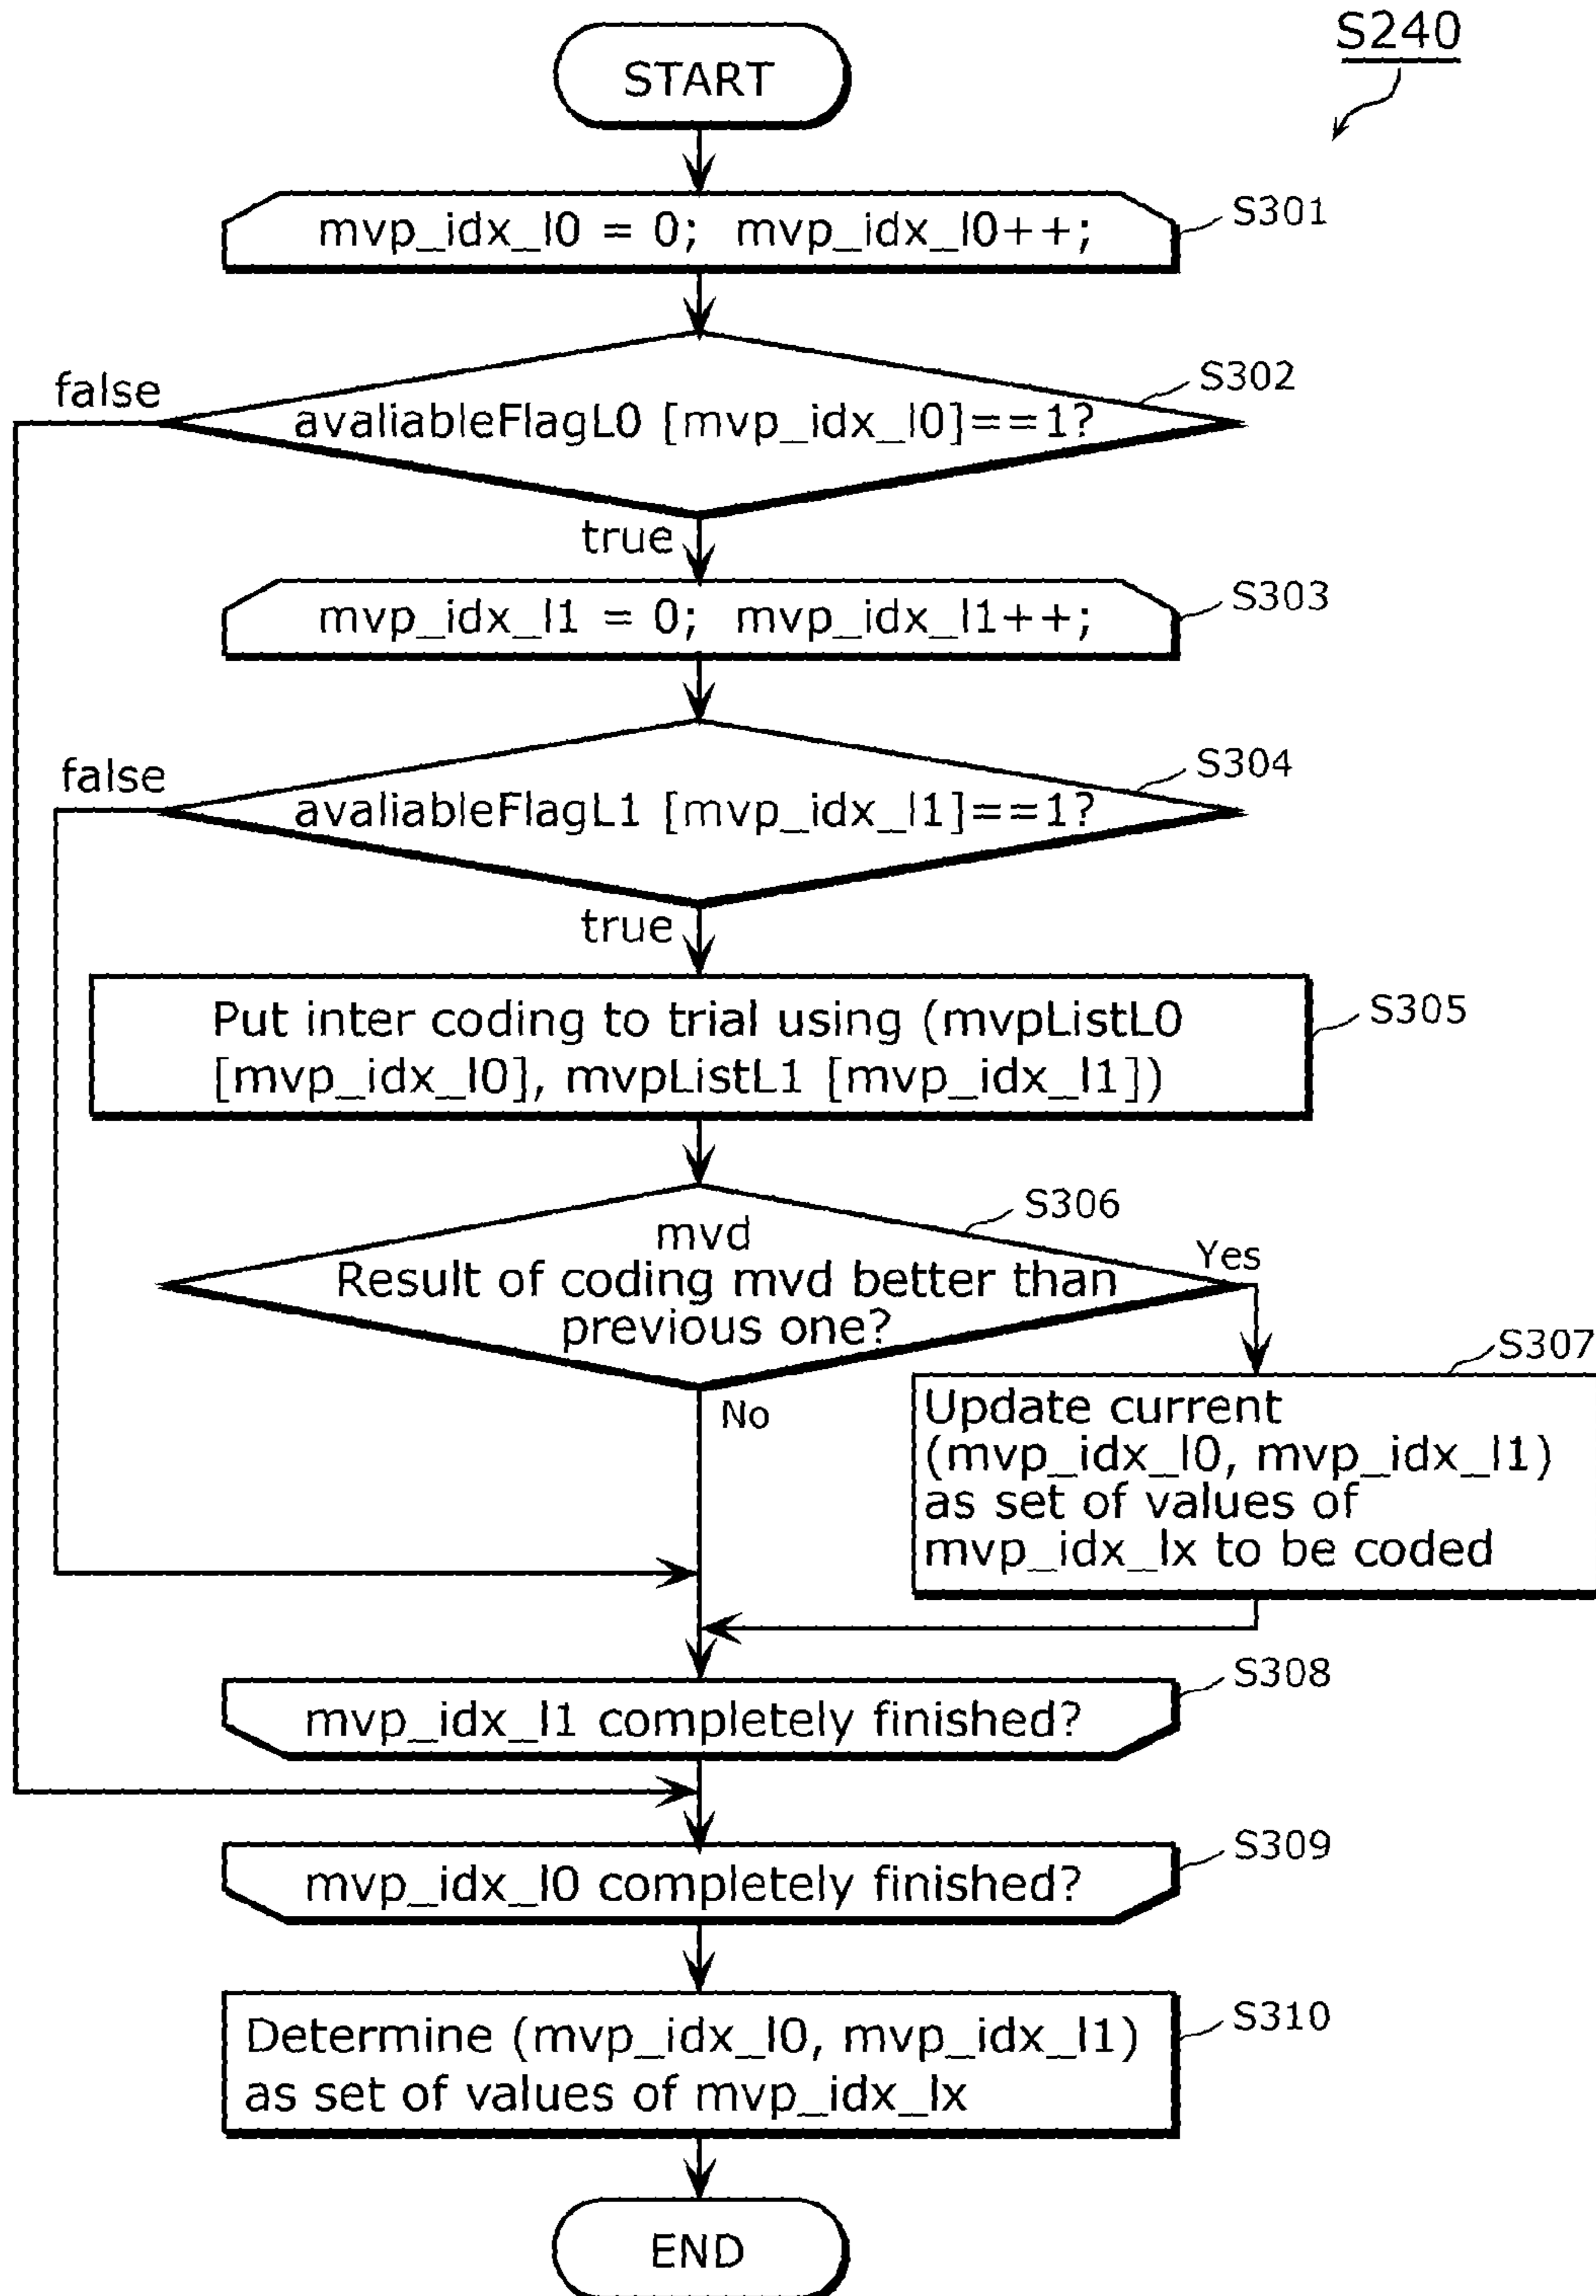 S240
START
mvp_idx_l0 = 0; mvp_idx_l0++;
S301
S302
false
avaliableFlagL0 [mvp_idx_l0]==1?
true
mvp_idx_l1 = 0; mvp_idx_l1++;
S303
S304
false
avaliableFlagL1 [mvp_idx_l1]==1?
true
Put inter coding to trial using (mvpListL0
[mvp_idx_l0], mvpListL1 [mvp_idx_l1])
S305
S306
mvd
Result of coding mvd better than
previous one?
Yes
No
S307
Update current
(mvp_idx_l0, mvp_idx_l1)
as set of values of
mvp_idx_lx to be coded
S308
mvp_idx_l1 completely finished?
S309
mvp_idx_l0 completely finished?
S310
Determine (mvp_idx_l0, mvp_idx_l1)
as set of values of mvp_idx_lx
END